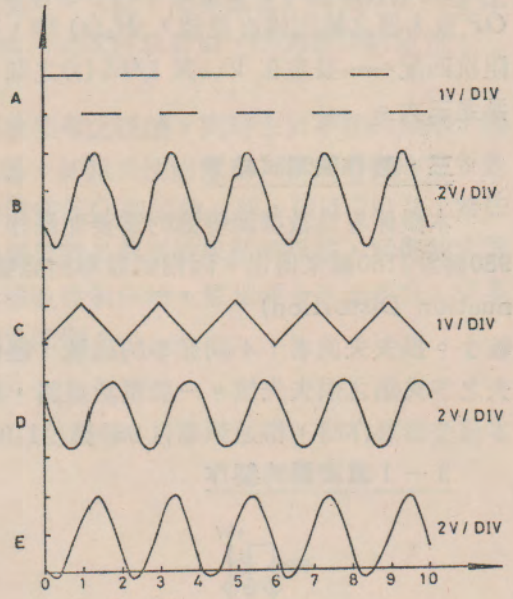 A 1V/DIV
B 2V/DIV
C 1V/DIV
D 2V/DIV
E 2V/DIV
0 1 2 3 4 5 6 7 8 9 10